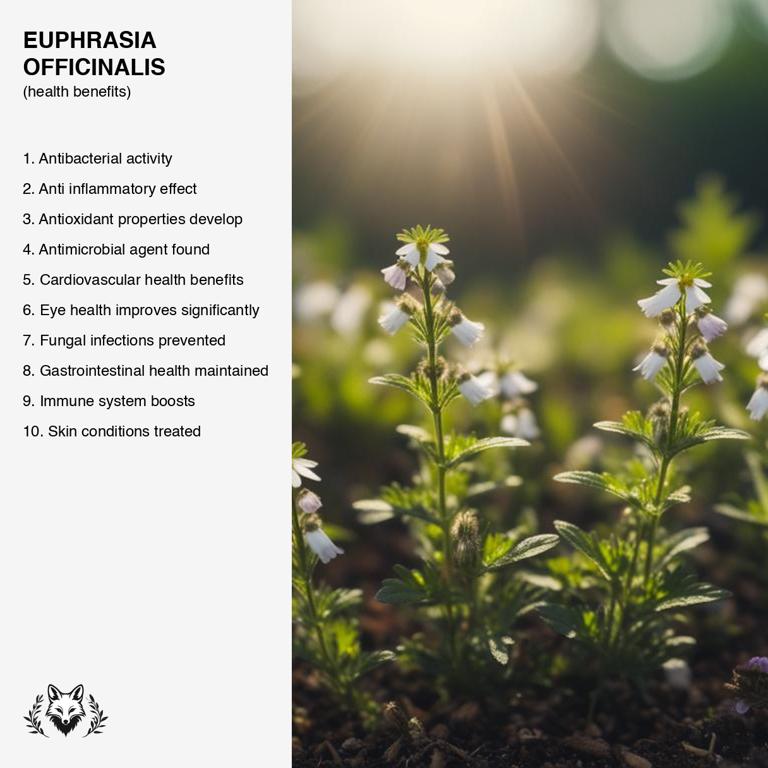 EUPHRASIA
OFFICINALIS
(health benefits)
1. Antibacterial activity
2. Anti inflammatory effect
3. Antioxidant properties develop
4. Antimicrobial agent found
5. Cardiovascular health benefits
6. Eye health improves significantly
7. Fungal infections prevented
8. Gastrointestinal health maintained
9. Immune system boosts
10. Skin conditions treated